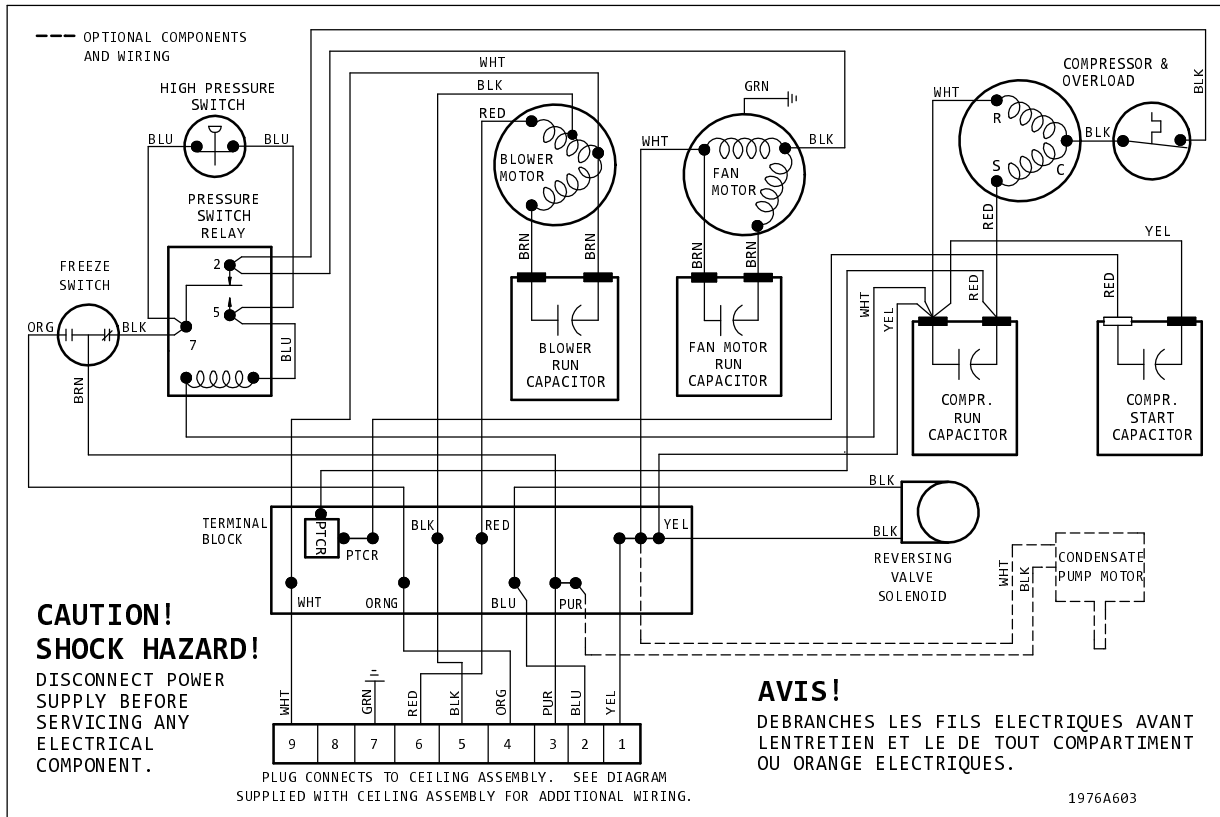 OPTIONAL COMPONENTS
AND WIRING
HIGH PRESSURE
SWITCH
BLU
BLU
PRESSURE
SWITCH
RELAY
2
5
7
BLU
FREEZE
SWITCH
ORG
BLK
BRN
WHT
BLK
RED
BLOWER
MOTOR
BRN
BRN
BLOWER
RUN
CAPACITOR
GRN
WHT
BLK
FAN
MOTOR
BRN
BRN
FAN MOTOR
RUN
CAPACITOR
COMPRESSOR &
OVERLOAD
WHT
R
S
C
BLK
BLK
RED
YEL
WHT
YEL
RED
RED
COMPR.
RUN
CAPACITOR
COMPR.
START
CAPACITOR
BLK
BLK
REVERSING
VALVE
SOLENOID
WHT
BLK
CONDENSATE
PUMP MOTOR
TERMINAL
BLOCK
PTCR
PTCR
BLK
RED
YEL
WHT
ORNG
BLU
PUR
CAUTION!
SHOCK HAZARD!
DISCONNECT POWER
SUPPLY BEFORE
SERVICING ANY
ELECTRICAL
COMPONENT.
WHT
GRN
RED
BLK
ORG
PUR
BLU
YEL
9 8 7 6 5 4 3 2 1
PLUG CONNECTS TO CEILING ASSEMBLY. SEE DIAGRAM
SUPPLIED WITH CEILING ASSEMBLY FOR ADDITIONAL WIRING.
AVIS!
DEBRANCHES LES FILS ELECTRIQUES AVANT
LENTRETIEN ET LE DE TOUT COMPARTIMENT
OU ORANGE ELECTRIQUES.
1976A603